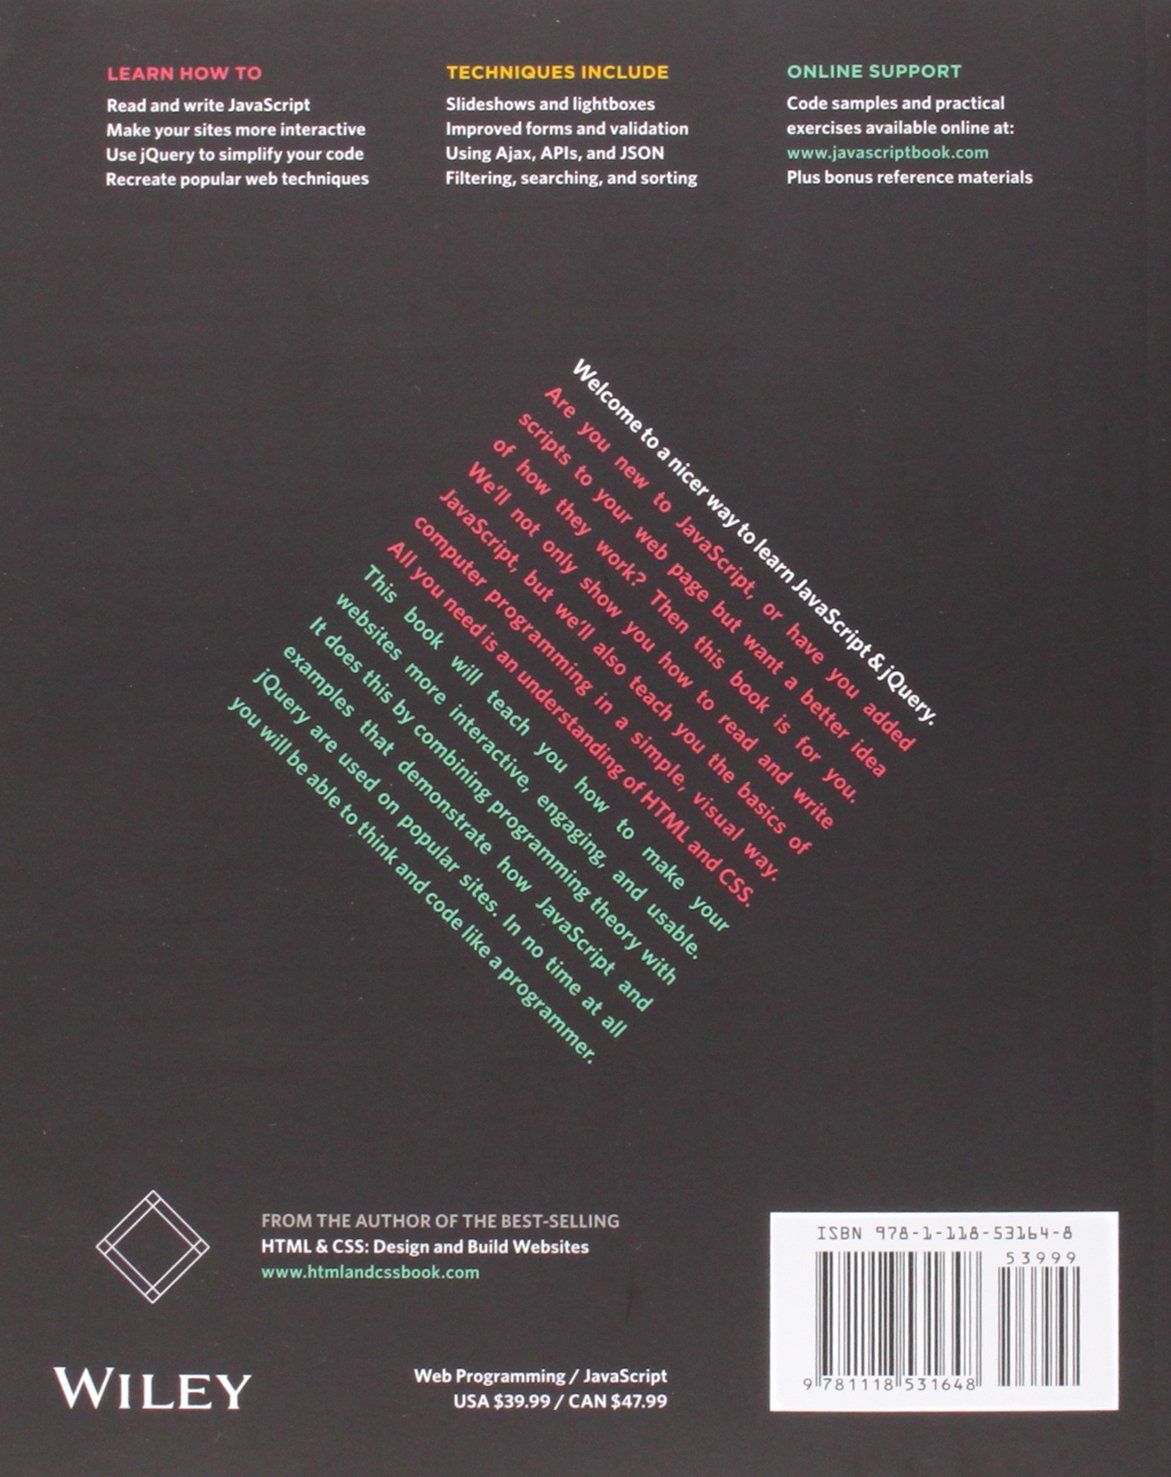 LEARN HOW TO
Read and write JavaScript
Make your sites more interactive
Use jQuery to simplify your code
Recreate popular web techniques
TECHNIQUES INCLUDE
Slideshows and lightboxes
Improved forms and validation
Using Ajax, APIs, and JSON
Filtering, searching, and sorting
ONLINE SUPPORT
Code samples and practical
exercises available online at:
www.javascriptbook.com
Plus bonus reference materials
Welcome to a nicer way to learn JavaScript & jQuery.
Are you new to JavaScript, or have you added
scripts to your web page but want a better idea
of how they work? Then this book is for you.
We'll not only show you how to read and write
JavaScript, but we'll also teach you the basics of
computer programming in a simple, visual way.
All you need is an understanding of HTML and CSS.
This book will teach you how to make your
websites more interactive, engaging, and usable.
It does this by combining programming theory with
examples that demonstrate how JavaScript and
jQuery are used on popular sites. In no time at all
you will be able to think and code like a programmer.
FROM THE AUTHOR OF THE BEST-SELLING
HTML & CSS: Design and Build Websites
www.htmlandcssbook.com
WILEY
Web Programming / JavaScript
USA $39.99 / CAN $47.99
ISBN 978-1-118-53164-8
53999
9 781118 531648